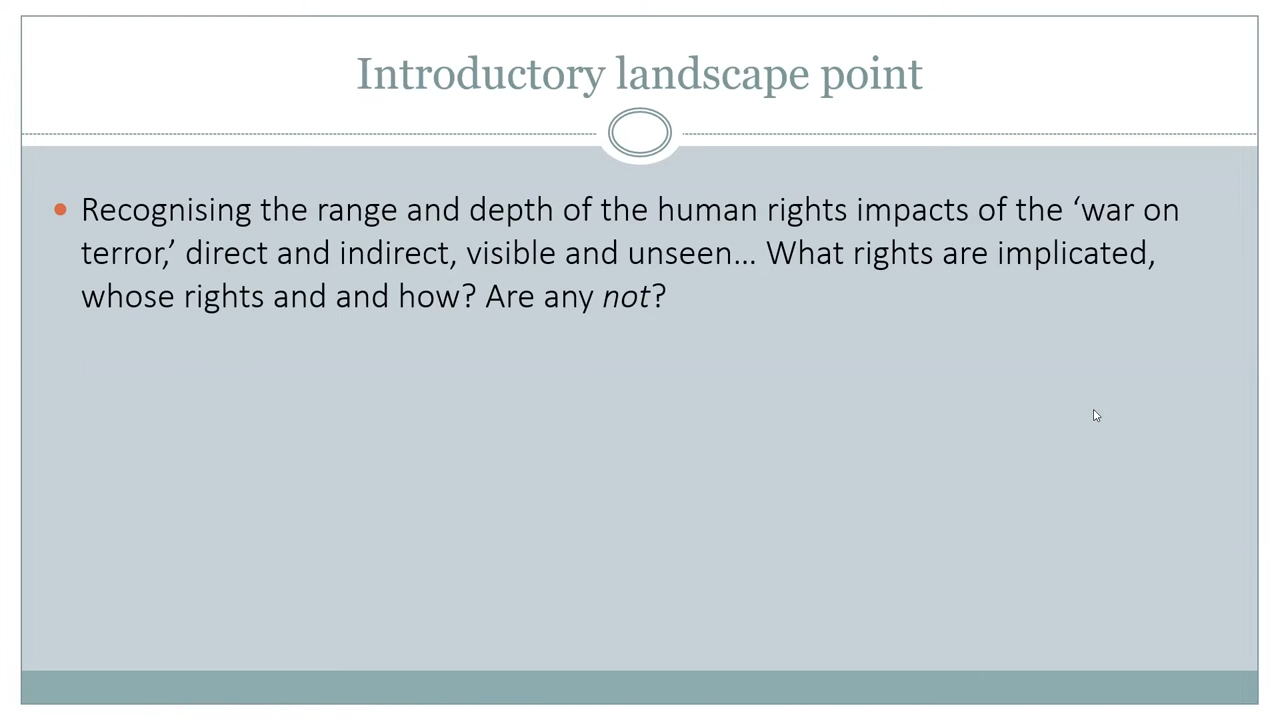 Introductory landscape point
• Recognising the range and depth of the human rights impacts of the ‘war on
terror,’ direct and indirect, visible and unseen… What rights are implicated,
whose rights and and how? Are any not?